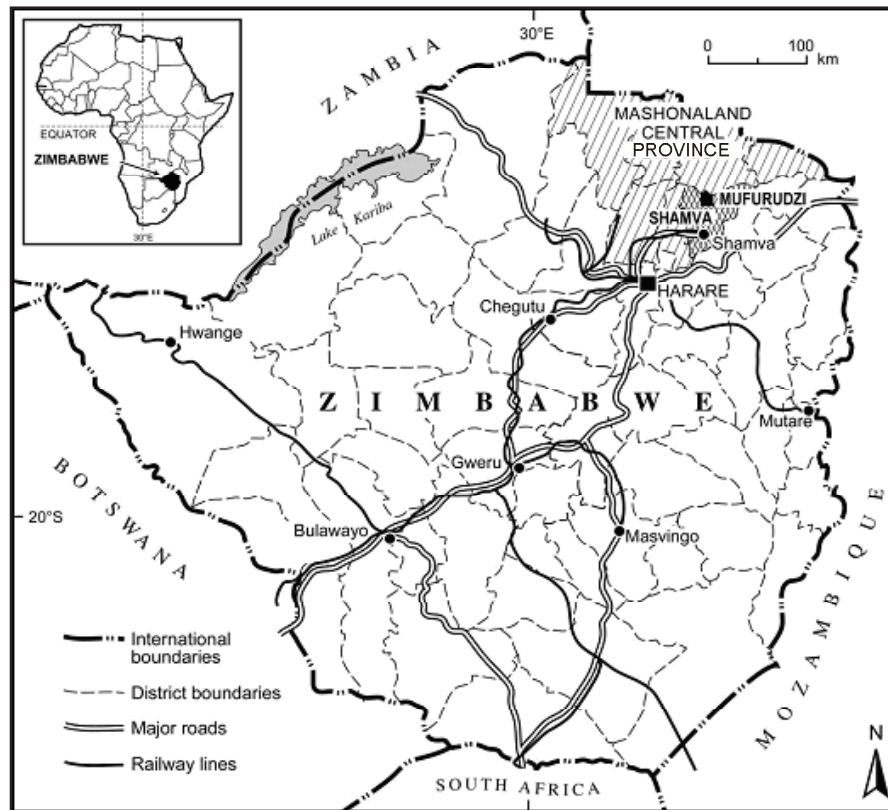 30°E
0 100
km
ZAMBIA
MASHONALAND
CENTRAL
PROVINCE
EQUATOR
ZIMBABWE
30°E
MUFURUDZI
SHAMVA
Shamva
Lake Kariba
HARARE
Chegutu
Hwange
ZIMBABWE
Mutare
Gweru
BOTSWANA
20°S
Bulawayo
Masvingo
MOZAMBIQUE
International
boundaries
District boundaries
Major roads
Railway lines
N
SOUTH AFRICA
30°E